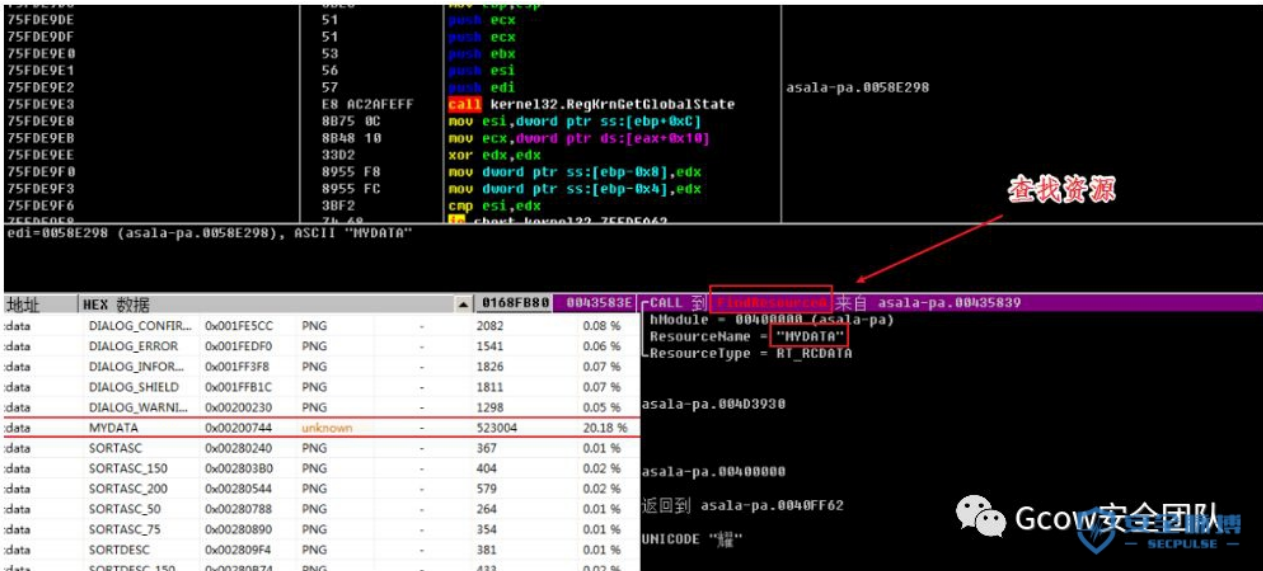 75FDE9DE 51 push ecx
75FDE9DF 51 push ecx
75FDE9E0 53 push ebx
75FDE9E1 56 push esi
75FDE9E2 57 push edi asala-pa.0058E298
75FDE9E3 E8 AC2AFEFF call kernel32.RegKrnGetGlobalState
75FDE9E8 8B75 0C mov esi,dword ptr ss:[ebp+0xC]
75FDE9EB 8B48 10 mov ecx,dword ptr ds:[eax+0x10]
75FDE9EE 33D2 xor edx,edx
75FDE9F0 8955 F8 mov dword ptr ss:[ebp-0x8],edx
75FDE9F3 8955 FC mov dword ptr ss:[ebp-0x4],edx
75FDE9F6 3BF2 cmp esi,edx
查找资源
edi=0058E298 (asala-pa.0058E298), ASCII "MYDATA"
地址 HEX 数据 0168FB80 0043583E CALL 到 FindResourceA 来自 asala-pa.00435839
hModule = 00400000 (asala-pa)
ResourceName = "MYDATA"
ResourceType = RT_RCDATA
asala-pa.004D3930
asala-pa.00400000
返回到 asala-pa.0040FF62
UNICODE "耀"
:data DIALOG_CONFIR... 0x001FE5CC PNG - 2082 0.08 %
:data DIALOG_ERROR 0x001FEDF0 PNG - 1541 0.06 %
:data DIALOG_INFOR... 0x001FF3F8 PNG - 1826 0.07 %
:data DIALOG_SHIELD 0x001FFB1C PNG - 1811 0.07 %
:data DIALOG_WARNI... 0x00200230 PNG - 1298 0.05 %
:data MYDATA 0x00200744 unknown - 523004 20.18 %
:data SORTASC 0x00280240 PNG - 367 0.01 %
:data SORTASC_150 0x002803B0 PNG - 404 0.02 %
:data SORTASC_200 0x00280544 PNG - 579 0.02 %
:data SORTASC_50 0x00280788 PNG - 264 0.01 %
:data SORTASC_75 0x00280890 PNG - 354 0.01 %
:data SORTDESC 0x002809F4 PNG - 381 0.01 %
:data SORTDESC_150 0x00280B74 PNG - 433 0.02 %
Gcow安全团队
SECPULSE